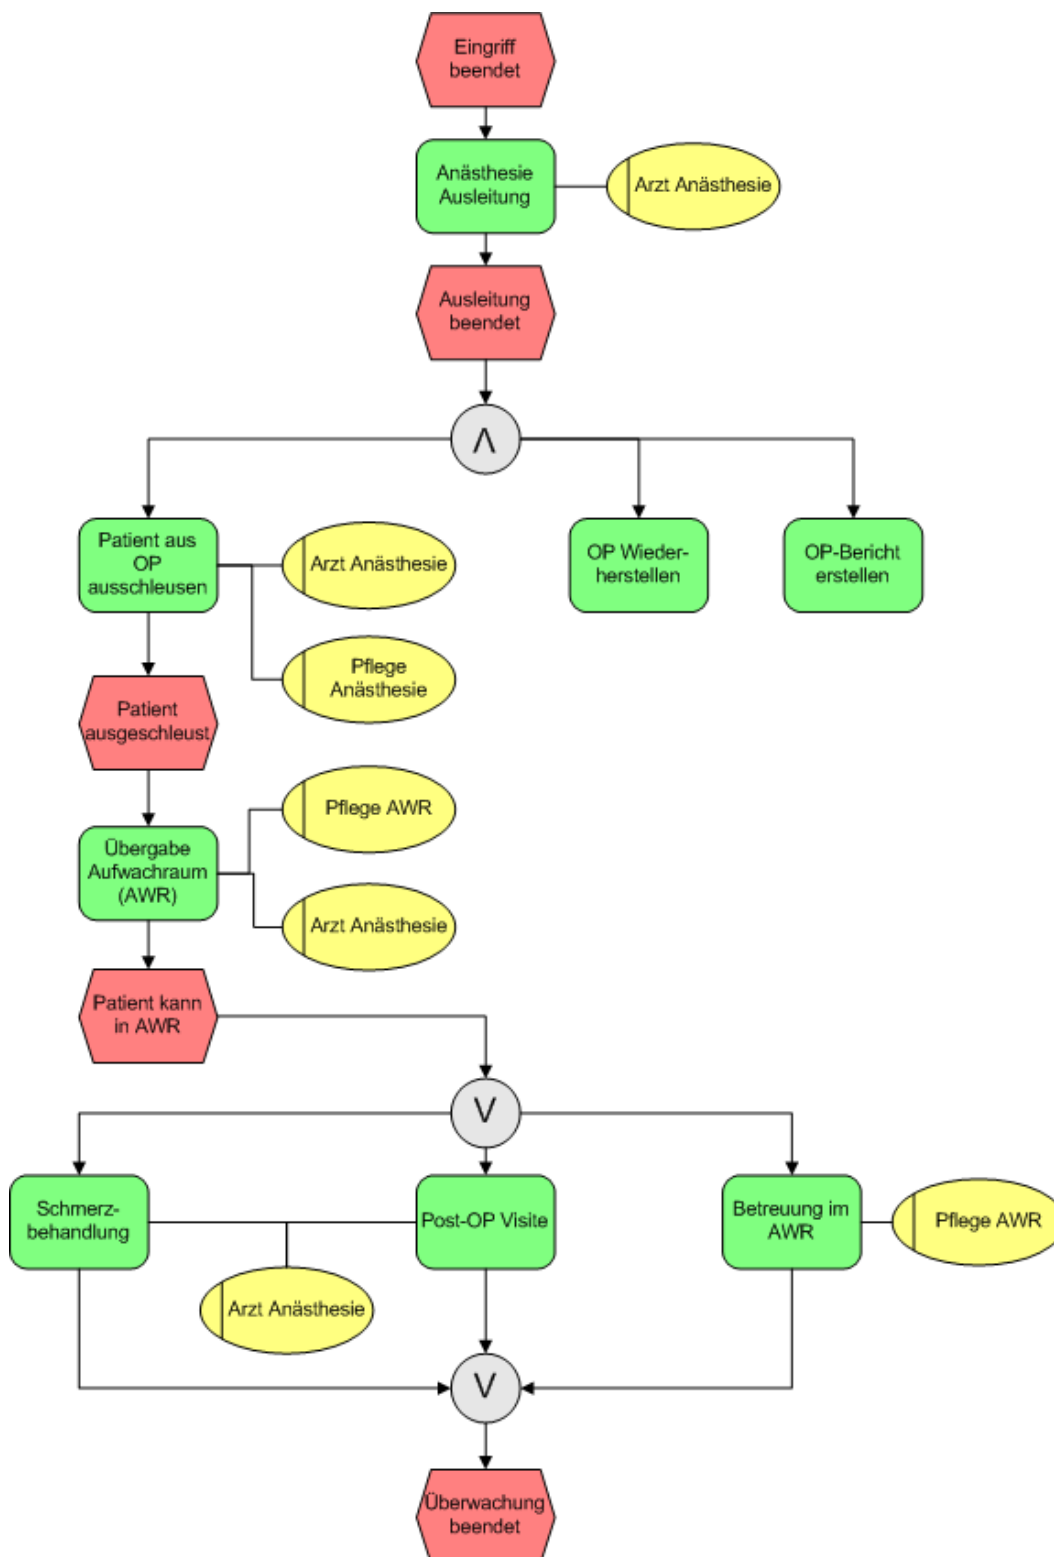 Eingriff
beendet
Anästhesie
Ausleitung
Arzt Anästhesie
Ausleitung
beendet
Λ
Patient aus
OP
ausschleusen
Arzt Anästhesie
OP Wieder-
herstellen
OP-Bericht
erstellen
Pflege
Anästhesie
Patient
ausgeschleust
Pflege AWR
Übergabe
Aufwachraum
(AWR)
Arzt Anästhesie
Patient kann
in AWR
V
Schmerz-
behandlung
Post-OP Visite
Betreuung im
AWR
Pflege AWR
Arzt Anästhesie
V
Überwachung
beendet